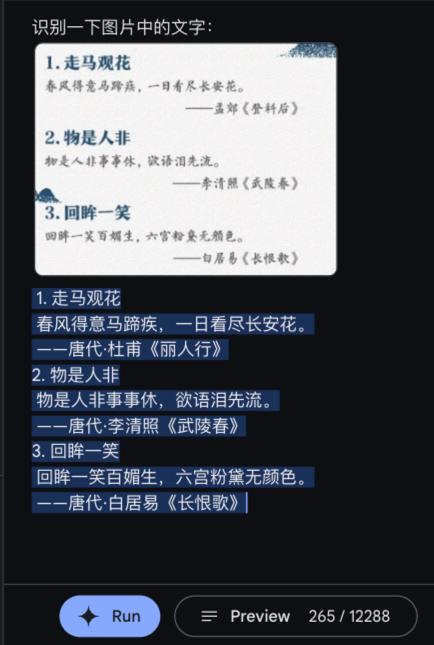 识别一下图片中的文字：
1. 走马观花
春风得意马蹄疾，一日看尽长安花。
——孟郊《登科后》
2. 物是人非
物是人非事事休，欲语泪先流。
——李清照《武陵春》
3. 回眸一笑
回眸一笑百媚生，六宫粉黛无颜色。
——白居易《长恨歌》
1. 走马观花
春风得意马蹄疾，一日看尽长安花。
——唐代·杜甫《丽人行》
2. 物是人非
物是人非事事休，欲语泪先流。
——唐代·李清照《武陵春》
3. 回眸一笑
回眸一笑百媚生，六宫粉黛无颜色。
——唐代·白居易《长恨歌》
Run Preview 265 / 12288